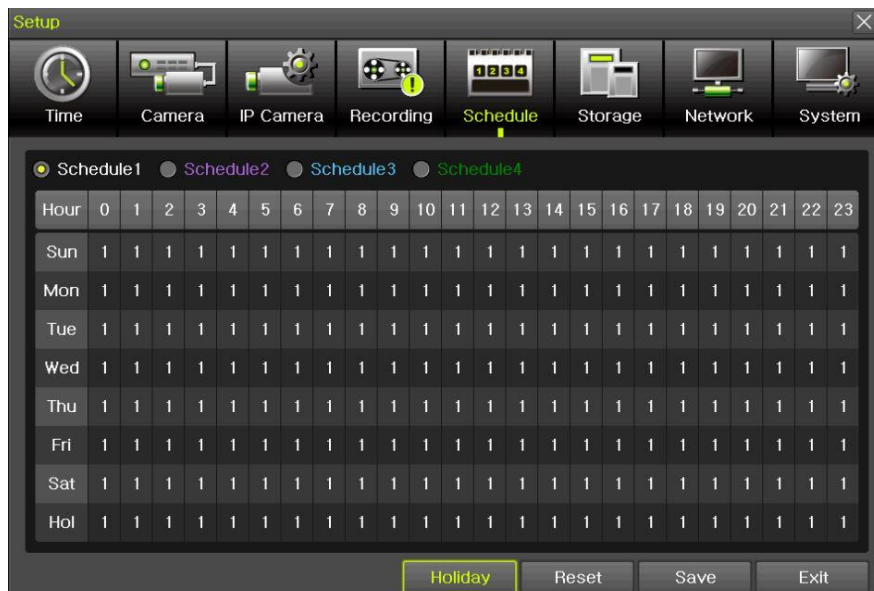 Setup
Time Camera IP Camera Recording 1 2 3 4 Schedule Storage Network System
Schedule1 Schedule2 Schedule3 Schedule4
Hour 0 1 2 3 4 5 6 7 8 9 10 11 12 13 14 15 16 17 18 19 20 21 22 23
Sun 1 1 1 1 1 1 1 1 1 1 1 1 1 1 1 1 1 1 1 1 1 1 1 1
Mon 1 1 1 1 1 1 1 1 1 1 1 1 1 1 1 1 1 1 1 1 1 1 1 1
Tue 1 1 1 1 1 1 1 1 1 1 1 1 1 1 1 1 1 1 1 1 1 1 1 1
Wed 1 1 1 1 1 1 1 1 1 1 1 1 1 1 1 1 1 1 1 1 1 1 1 1
Thu 1 1 1 1 1 1 1 1 1 1 1 1 1 1 1 1 1 1 1 1 1 1 1 1
Fri 1 1 1 1 1 1 1 1 1 1 1 1 1 1 1 1 1 1 1 1 1 1 1 1
Sat 1 1 1 1 1 1 1 1 1 1 1 1 1 1 1 1 1 1 1 1 1 1 1 1
Hol 1 1 1 1 1 1 1 1 1 1 1 1 1 1 1 1 1 1 1 1 1 1 1 1
Holiday Reset Save Exit